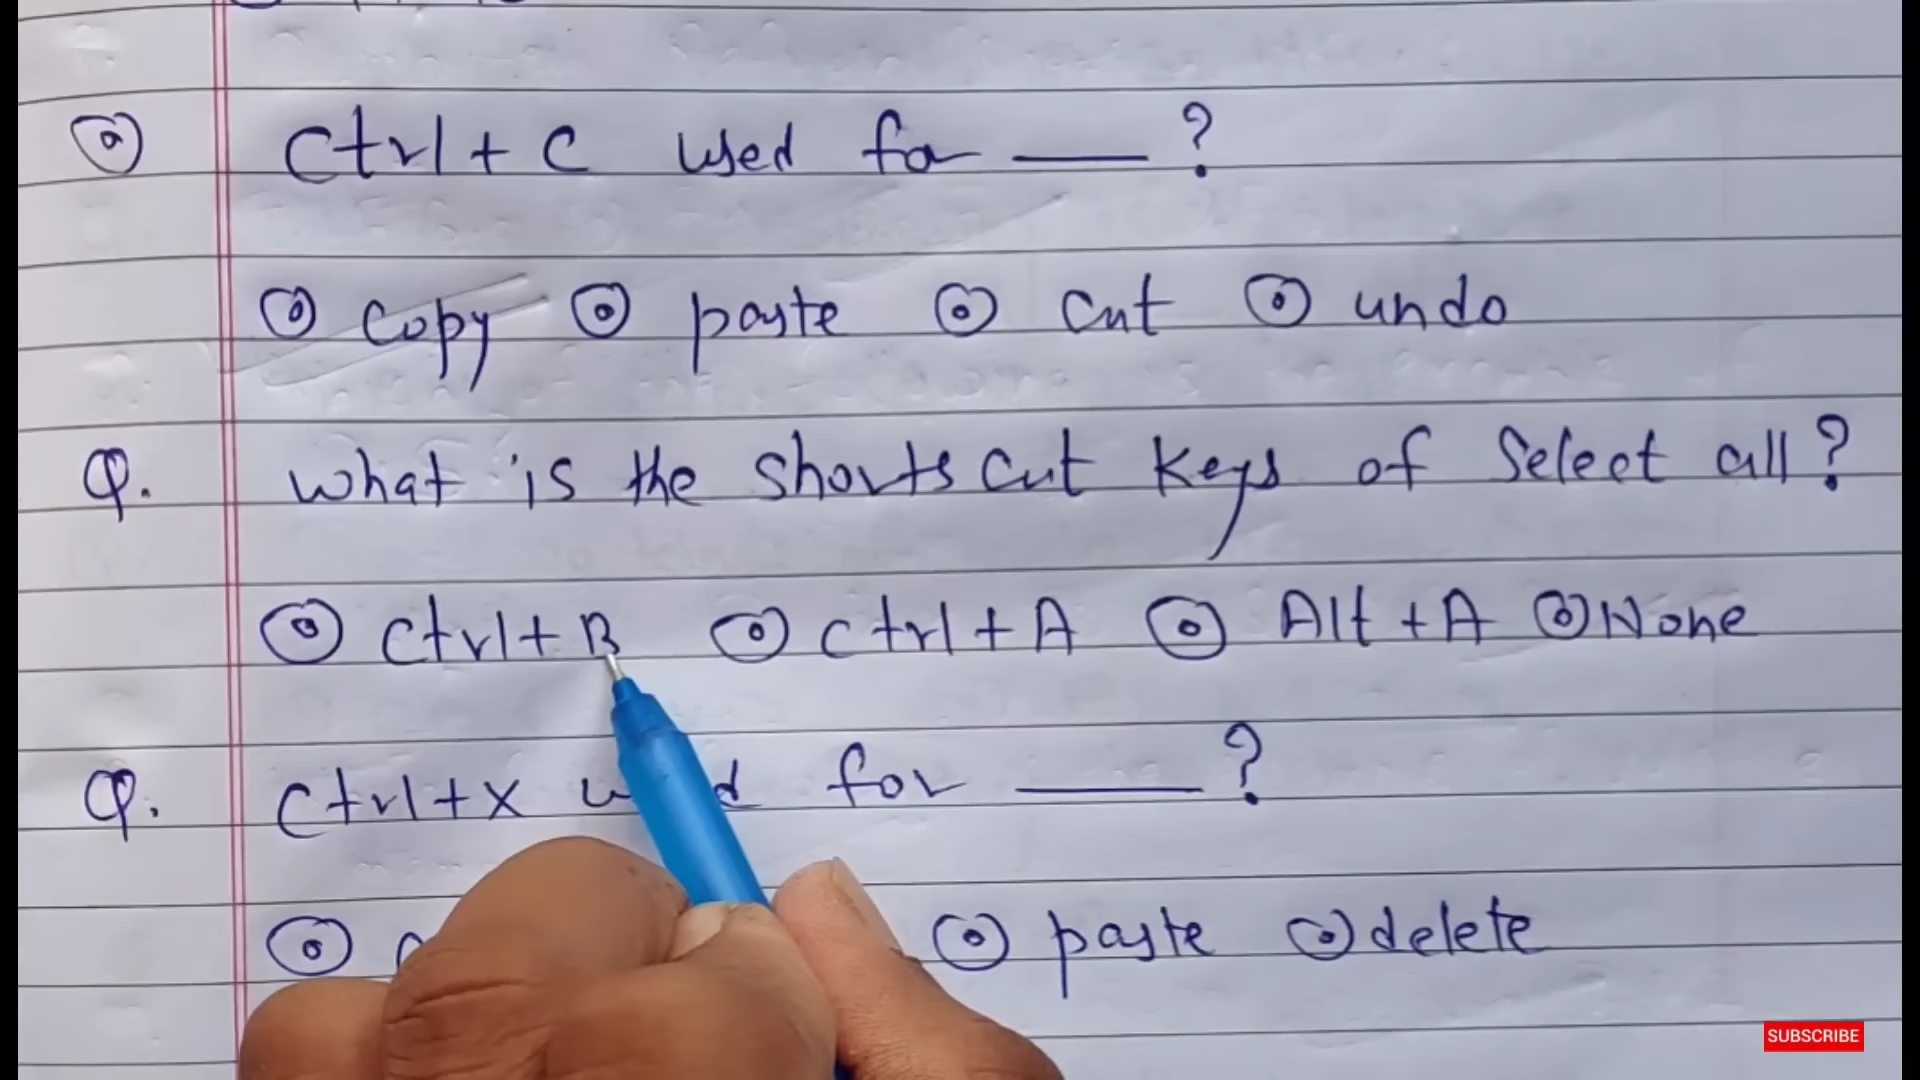 Ctrl + C used for ___ ?
copy paste cut undo
Q. What is the shorts cut keys of Select all ?
Ctrl + B Ctrl + A Alt + A None
Q. Ctrl + X for ___ ?
paste delete
SUBSCRIBE